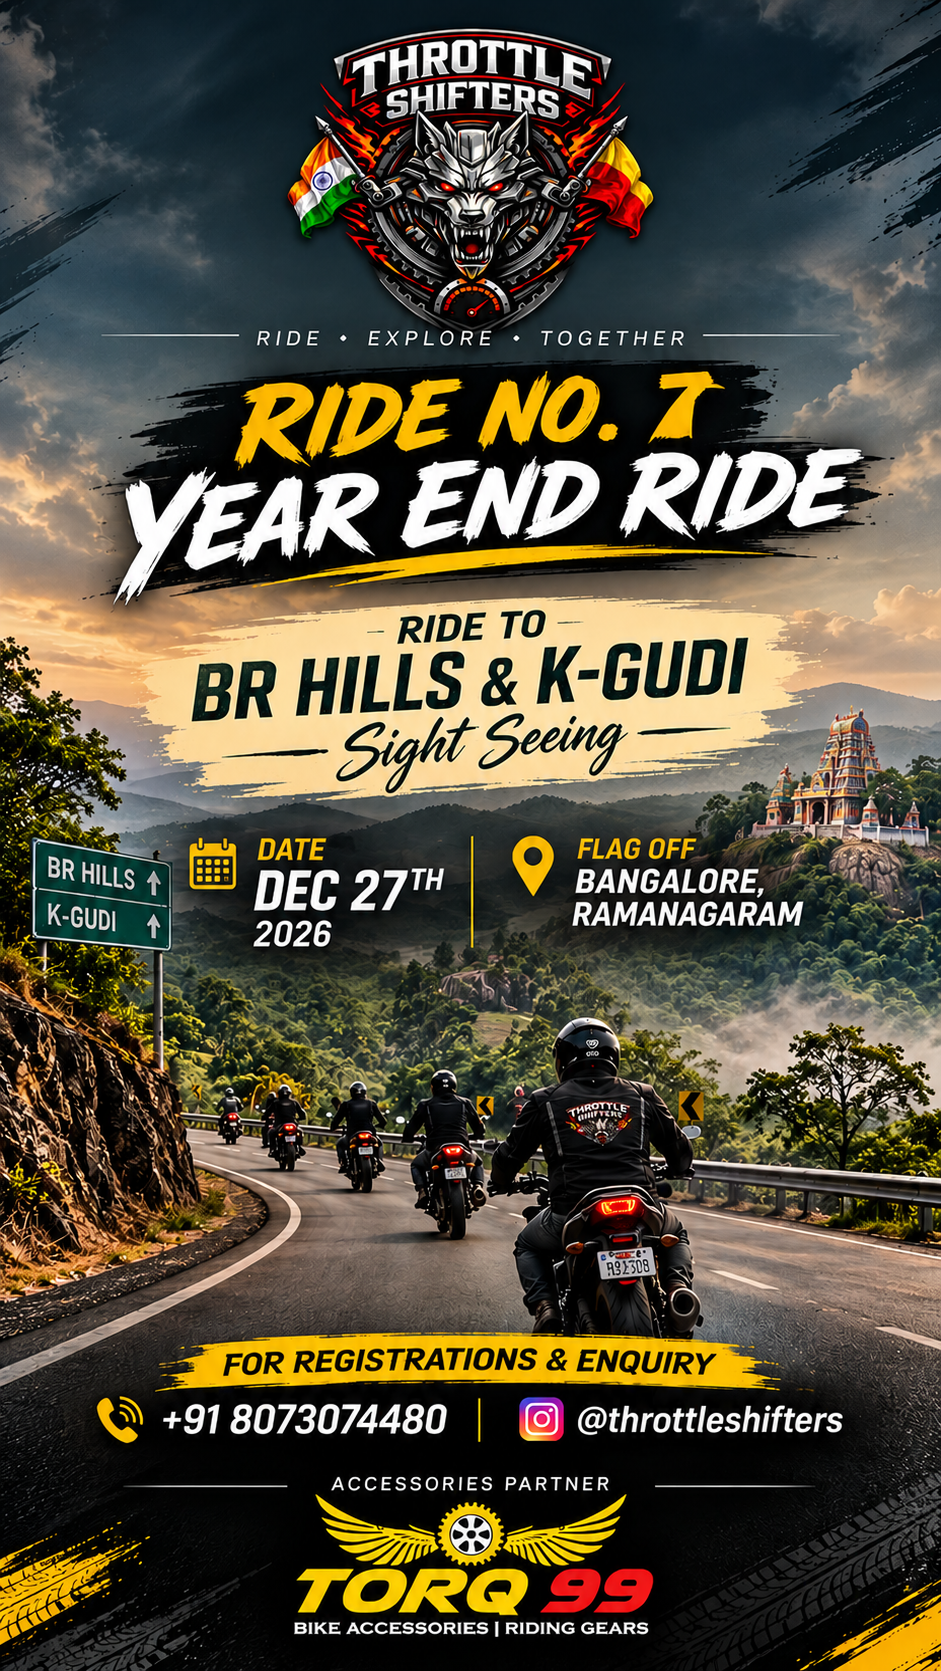 THROTTLE
SHIFTERS
RIDE • EXPLORE • TOGETHER
RIDE NO. 7
YEAR END RIDE
RIDE TO
BR HILLS & K-GUDI
Sight Seeing
BR HILLS ↑
K-GUDI ↑
DATE
DEC 27TH
2026
FLAG OFF
BANGALORE,
RAMANAGARAM
THROTTLE
SHIFTERS
FOR REGISTRATIONS & ENQUIRY
+91 8073074480
@throttleshifters
ACCESSORIES PARTNER
TORQ 99
BIKE ACCESSORIES | RIDING GEARS